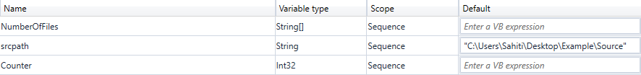 Name Variable type Scope Default
NumberOfFiles String[] Sequence Enter a VB expression
srcpath String Sequence "C:\Users\Sahiti\Desktop\Example\Source"
Counter Int32 Sequence Enter a VB expression